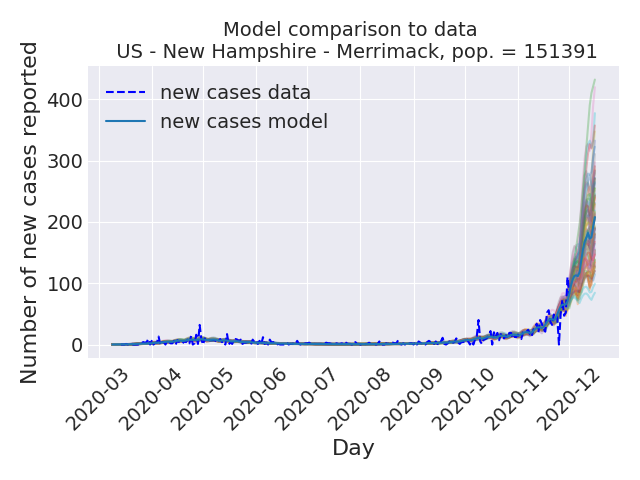 Model comparison to data
US - New Hampshire - Merrimack, pop. = 151391
Number of new cases reported
400
300
200
100
0
new cases data
new cases model
2020-03
2020-04
2020-05
2020-06
2020-07
2020-08
2020-09
2020-10
2020-11
2020-12
Day